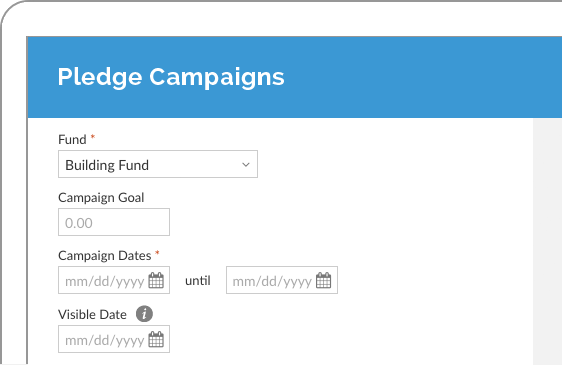 Pledge Campaigns
Fund *
Building Fund
Campaign Goal
0.00
Campaign Dates *
mm/dd/yyyy until mm/dd/yyyy
Visible Date i
mm/dd/yyyy